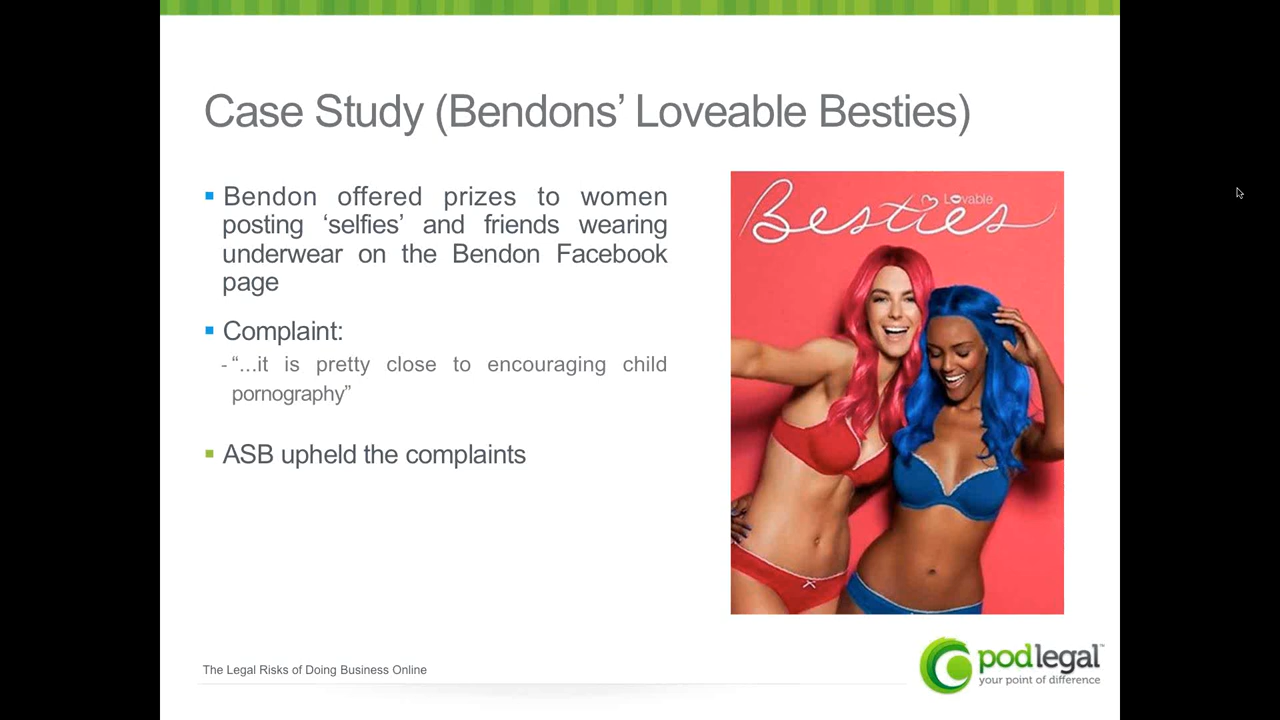 Case Study (Bendons’ Loveable Besties)
Bendon offered prizes to women
posting ‘selfies’ and friends wearing
underwear on the Bendon Facebook
page
Complaint:
- “...it is pretty close to encouraging child
pornography”
ASB upheld the complaints
Lovable
Besties
The Legal Risks of Doing Business Online
podlegal™
your point of difference